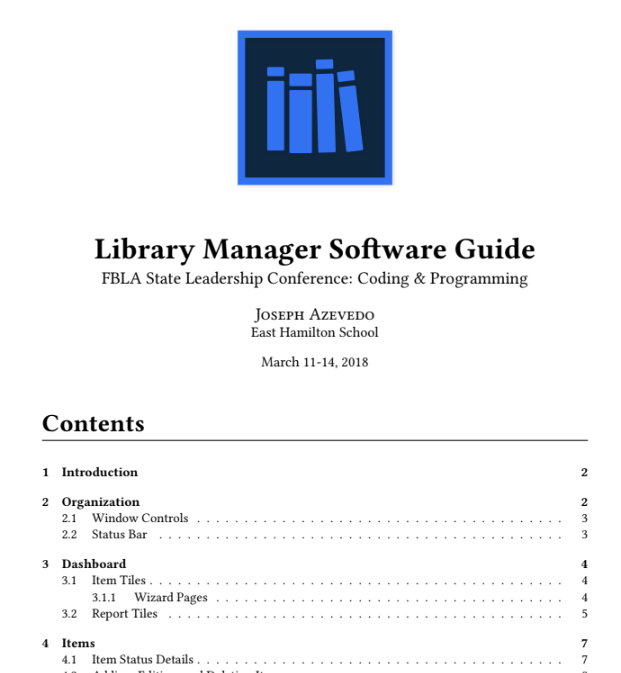 Library Manager Software Guide
FBLA State Leadership Conference: Coding & Programming
Joseph Azevedo
East Hamilton School
March 11-14, 2018
Contents
1 Introduction 2
2 Organization 2
2.1 Window Controls . . . . . . . . . . . . . . . . . . . . . . . . . . . . . . . . . . . 3
2.2 Status Bar . . . . . . . . . . . . . . . . . . . . . . . . . . . . . . . . . . . . . . 3
3 Dashboard 4
3.1 Item Tiles . . . . . . . . . . . . . . . . . . . . . . . . . . . . . . . . . . . . . . . 4
3.1.1 Wizard Pages . . . . . . . . . . . . . . . . . . . . . . . . . . . . . . . . . 4
3.2 Report Tiles . . . . . . . . . . . . . . . . . . . . . . . . . . . . . . . . . . . . . 5
4 Items 7
4.1 Item Status Details . . . . . . . . . . . . . . . . . . . . . . . . . . . . . . . . . . . 7